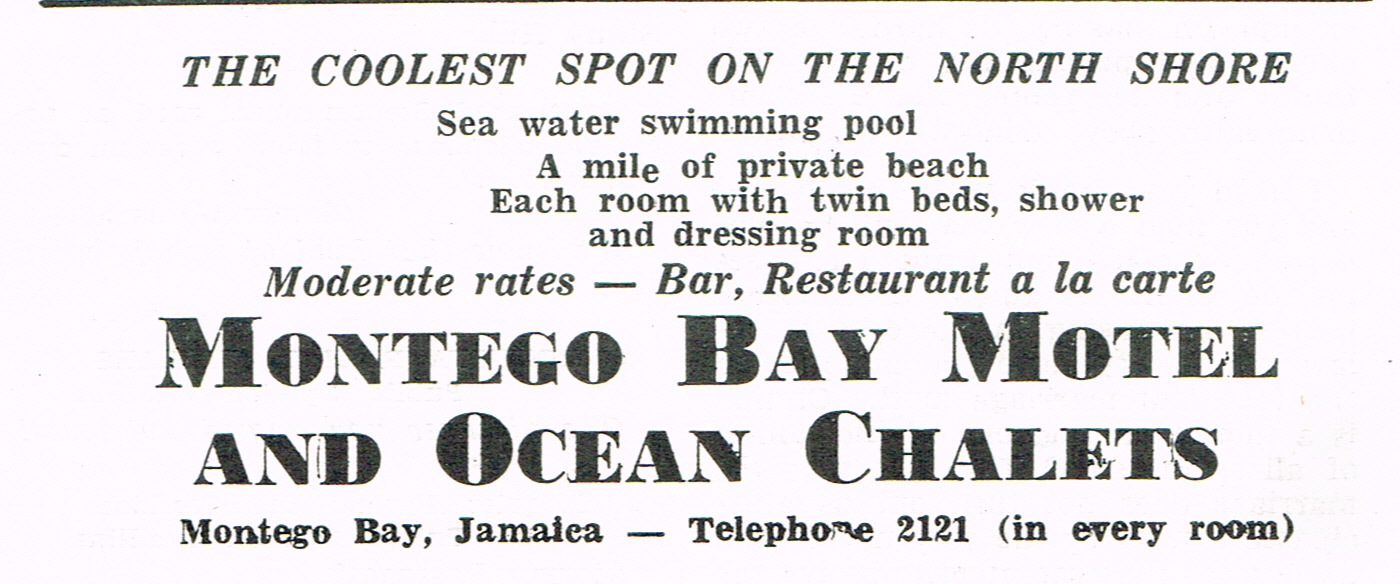 THE COOLEST SPOT ON THE NORTH SHORE
Sea water swimming pool
A mile of private beach
Each room with twin beds, shower
and dressing room
Moderate rates — Bar, Restaurant a la carte
MONTEGO BAY MOTEL
AND OCEAN CHALETS
Montego Bay, Jamaica — Telephone 2121 (in every room)